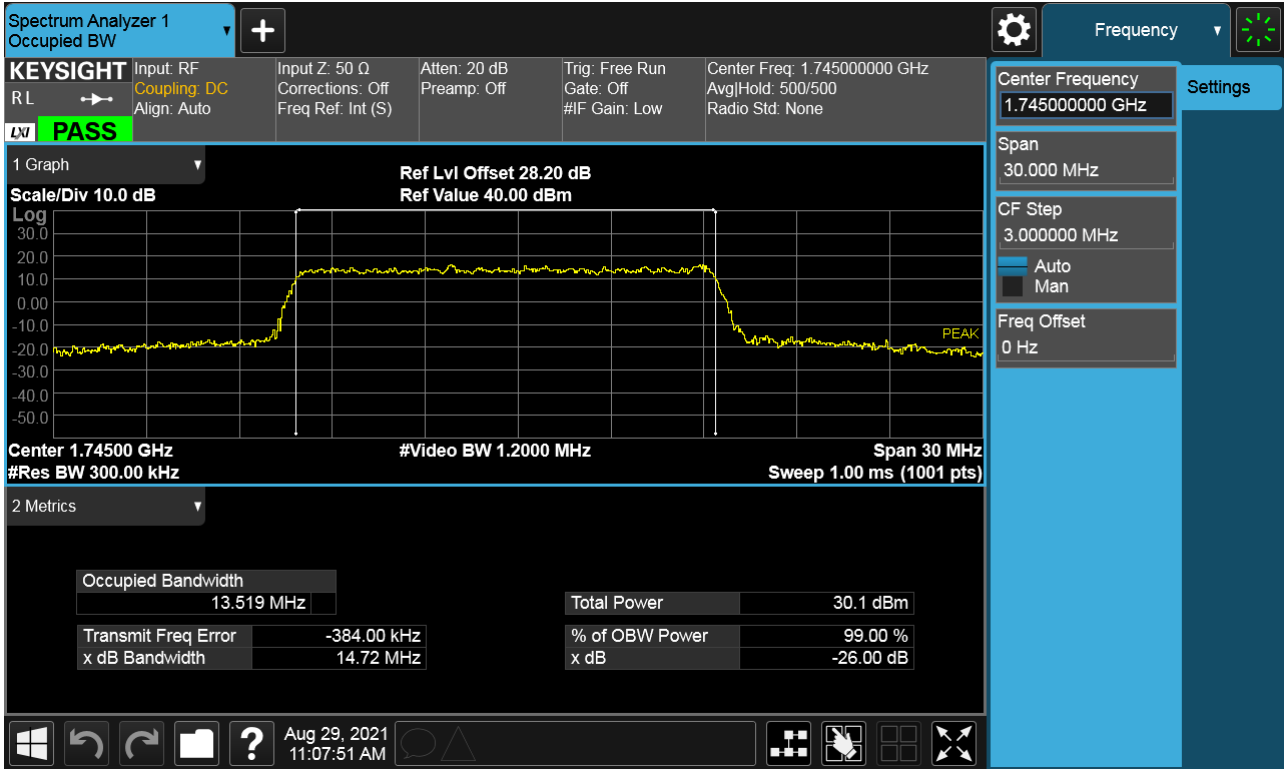 Spectrum Analyzer 1
Occupied BW
Frequency
KEYSIGHT
R L
LXI
PASS
Input: RF
Coupling: DC
Align: Auto
Input Z: 50 Ω
Corrections: Off
Freq Ref: Int (S)
Atten: 20 dB
Preamp: Off
Trig: Free Run
Gate: Off
#IF Gain: Low
Center Freq: 1.745000000 GHz
Avg|Hold: 500/500
Radio Std: None
Center Frequency
1.745000000 GHz
Settings
Span
30.000 MHz
CF Step
3.000000 MHz
Auto
Man
Freq Offset
0 Hz
1 Graph
Scale/Div 10.0 dB
Ref Lvl Offset 28.20 dB
Ref Value 40.00 dBm
Log
30.0
20.0
10.0
0.00
-10.0
-20.0
-30.0
-40.0
-50.0
PEAK
Center 1.74500 GHz
#Video BW 1.2000 MHz
Span 30 MHz
#Res BW 300.00 kHz
Sweep 1.00 ms (1001 pts)
2 Metrics
Occupied Bandwidth
13.519 MHz
Total Power 30.1 dBm
Transmit Freq Error -384.00 kHz
% of OBW Power 99.00 %
x dB Bandwidth 14.72 MHz
x dB -26.00 dB
?
Aug 29, 2021
11:07:51 AM